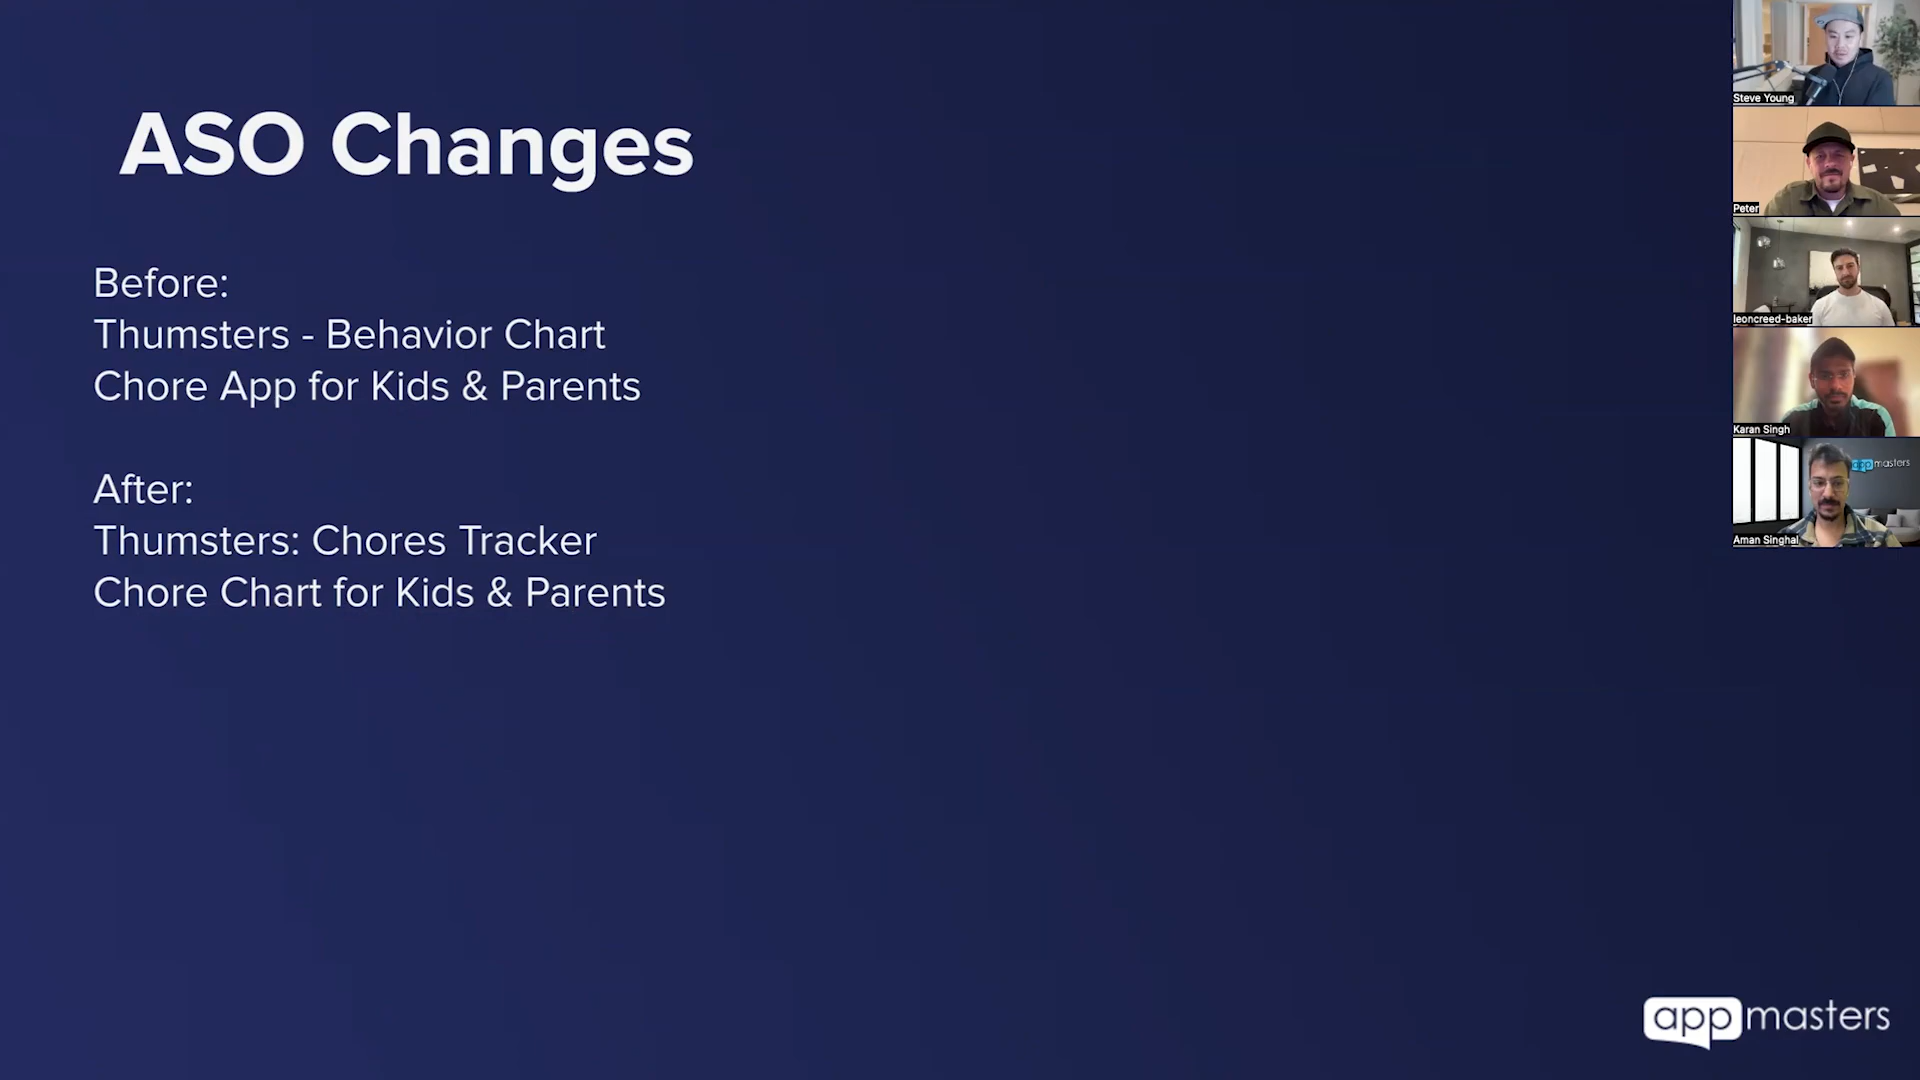 ASO Changes
Before:
Thumsters - Behavior Chart
Chore App for Kids & Parents
After:
Thumsters: Chores Tracker
Chore Chart for Kids & Parents
Steve Young
Peter
leoncreed-baker
Karan Singh
appmasters
Aman Singhal
appmasters